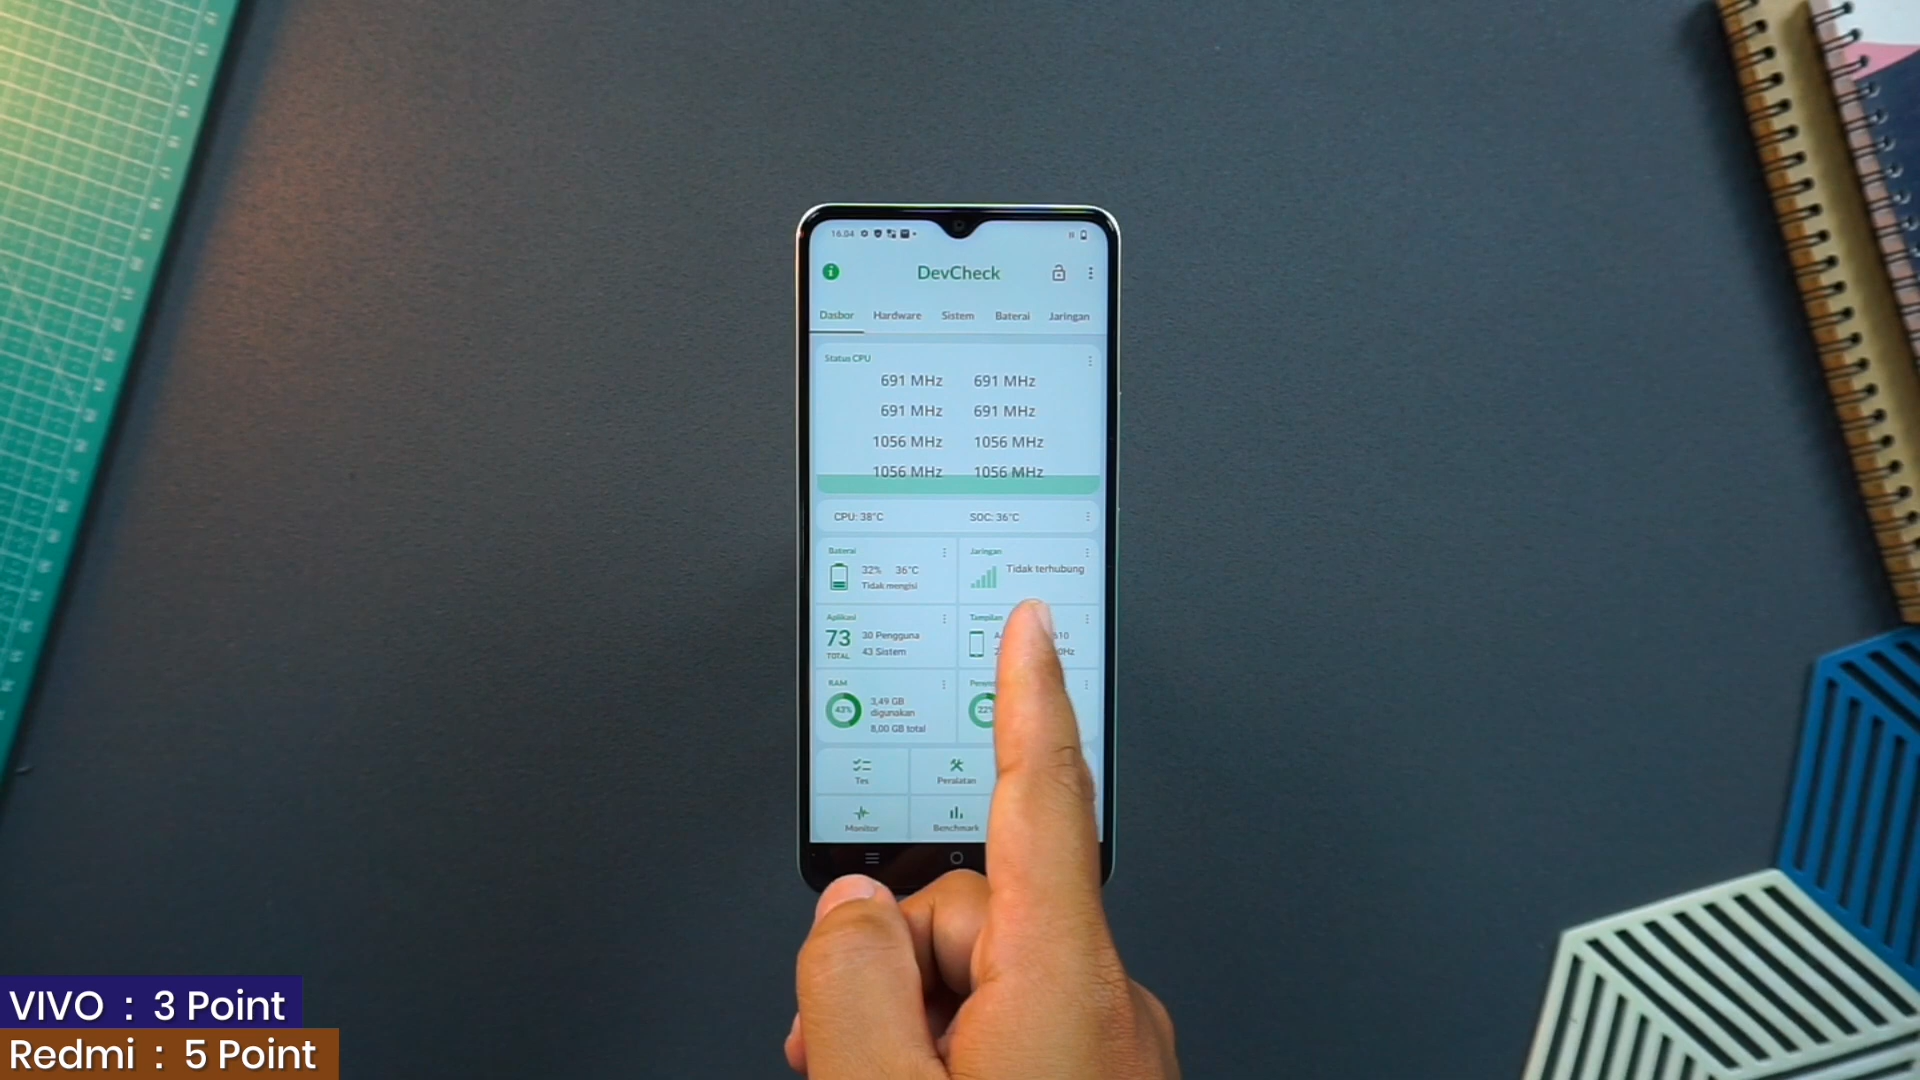 16.04
DevCheck
Dasbor Hardware Sistem Baterai Jaringan
Status CPU
691 MHz 691 MHz
691 MHz 691 MHz
1056 MHz 1056 MHz
1056 MHz 1056 MHz
CPU: 38°C SOC: 36°C
Baterai
32% 36°C
Tidak mengisi
Jaringan
Tidak terhubung
Aplikasi
73
TOTAL
30 Pengguna
43 Sistem
Tampilan
610
0Hz
RAM
43%
3,49 GB
digunakan
8,00 GB total
22%
Tes Peralatan
Monitor Benchmark
VIVO : 3 Point
Redmi : 5 Point